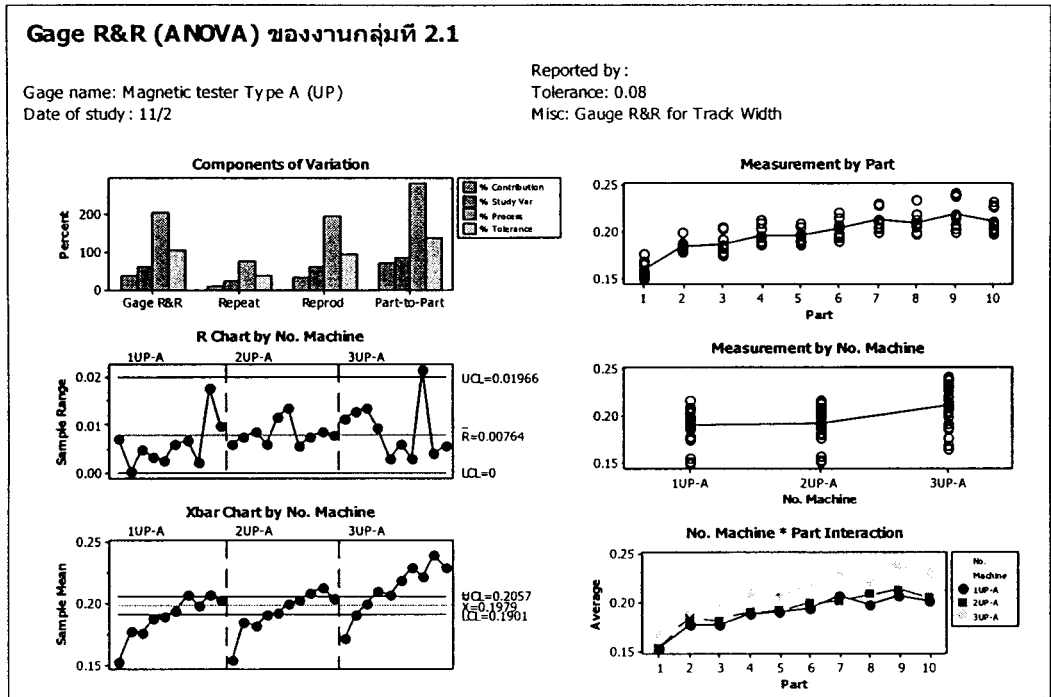 Gage R&R (ANOVA) ของงานกลุ่มที่ 2.1
Gage name: Magnetic tester Type A (UP)
Date of study : 11/2
Reported by :
Tolerance: 0.08
Misc: Gauge R&R for Track Width
Components of Variation
Percent
200
100
0
Gage R&R Repeat Reprod Part-to-Part
% Contribution
% Study Var
% Process
% Tolerance
R Chart by No. Machine
1UP-A 2UP-A 3UP-A
Sample Range
0.02
0.01
0.00
UCL=0.01966
R=0.00764
LCL=0
Xbar Chart by No. Machine
1UP-A 2UP-A 3UP-A
Sample Mean
0.25
0.20
0.15
UCL=0.2057
X=0.1979
LCL=0.1901
Measurement by Part
0.25
0.20
0.15
1 2 3 4 5 6 7 8 9 10
Part
Measurement by No. Machine
0.25
0.20
0.15
1UP-A 2UP-A 3UP-A
No. Machine
No. Machine * Part Interaction
Average
0.25
0.20
0.15
1 2 3 4 5 6 7 8 9 10
Part
No.
Machine
1UP-A
2UP-A
3UP-A